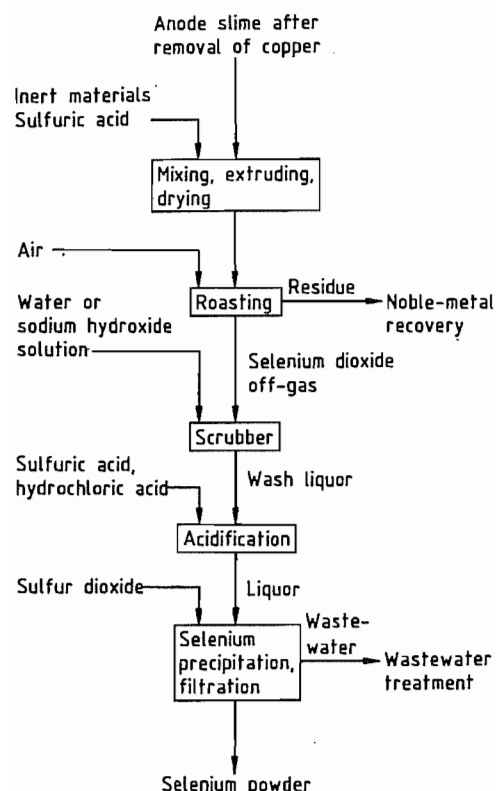 Anode slime after
removal of copper
Inert materials
Sulfuric acid
Mixing, extruding,
drying
Air
Roasting
Residue
Noble-metal
recovery
Water or
sodium hydroxide
solution
Selenium dioxide
off-gas
Scrubber
Sulfuric acid,
hydrochloric acid
Wash liquor
Acidification
Sulfur dioxide
Liquor
Waste-
water
Selenium
precipitation,
filtration
Wastewater
treatment
Selenium powder